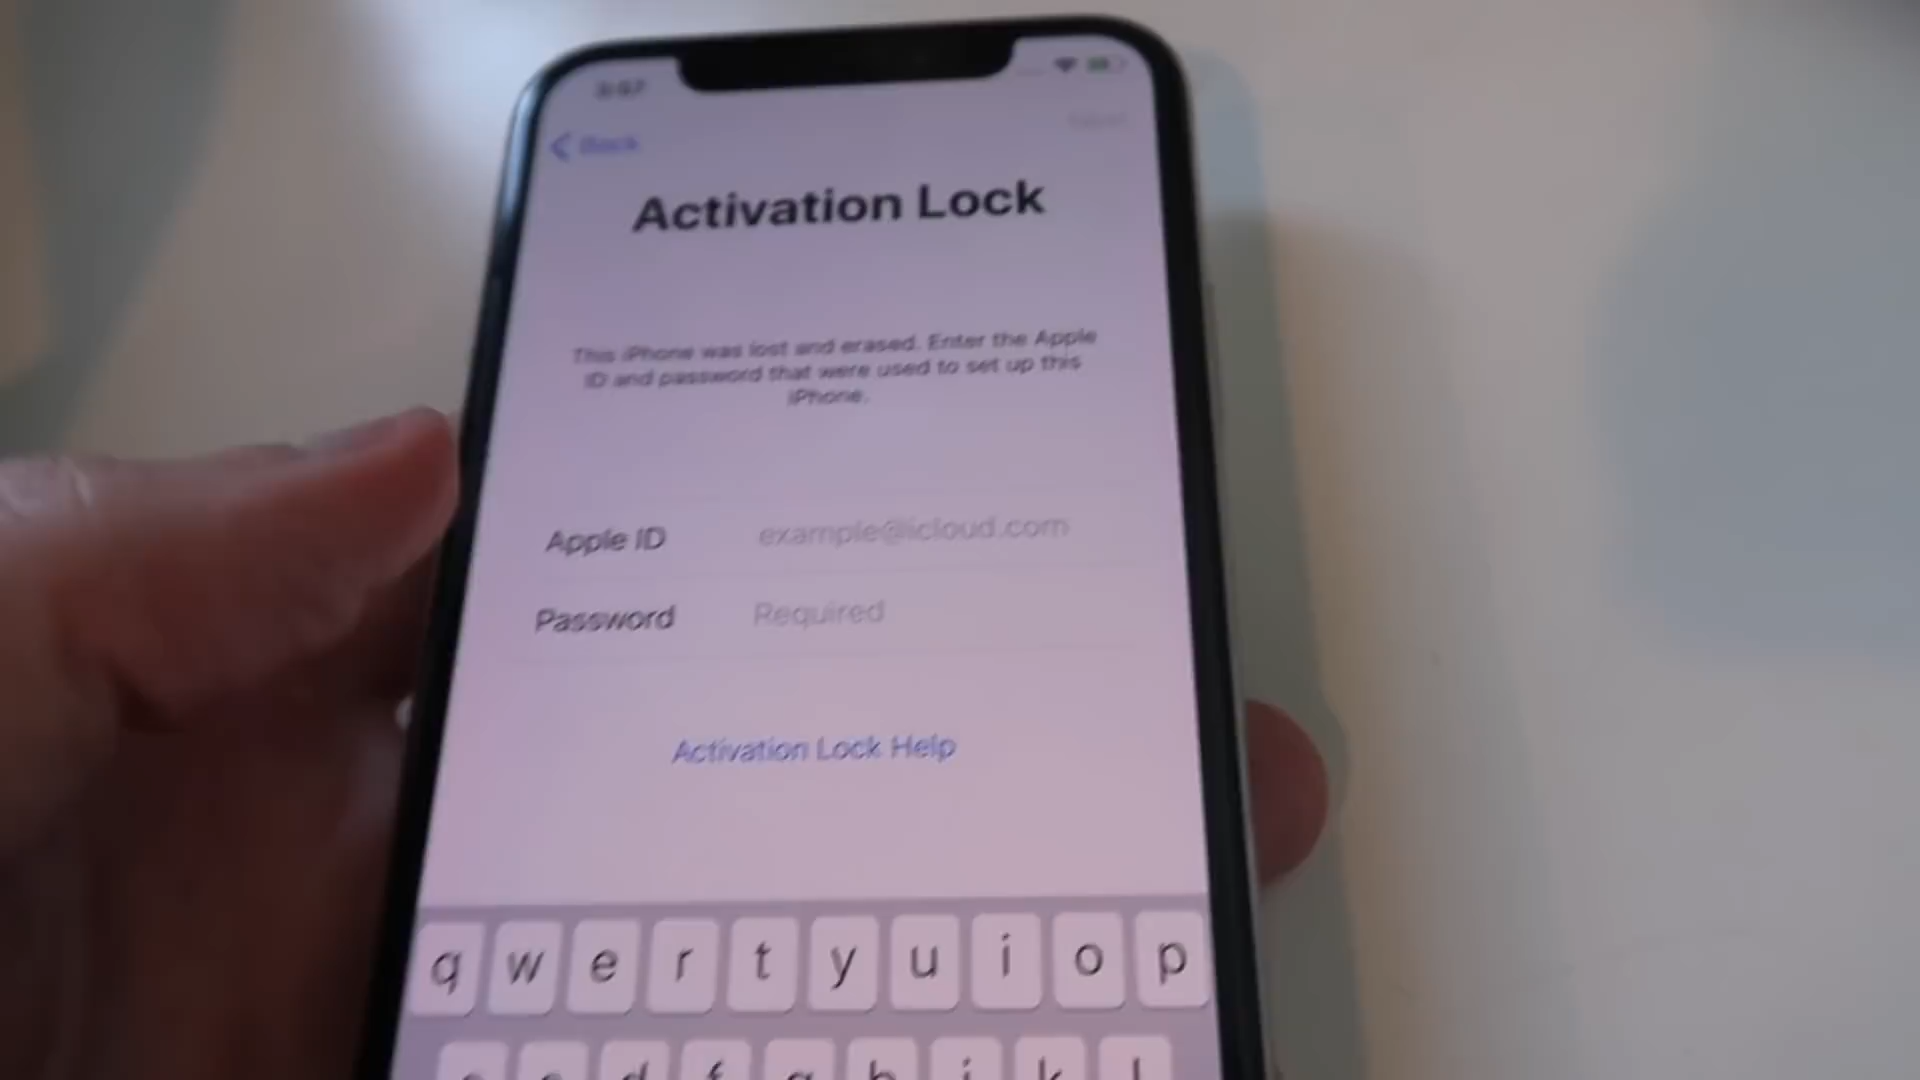 Back
Activation Lock
This iPhone was lost and erased. Enter the Apple
ID and password that were used to set up this
iPhone.
Apple ID example@icloud.com
Password Required
Activation Lock Help
q w e r t y u i o p
d f g h j k l